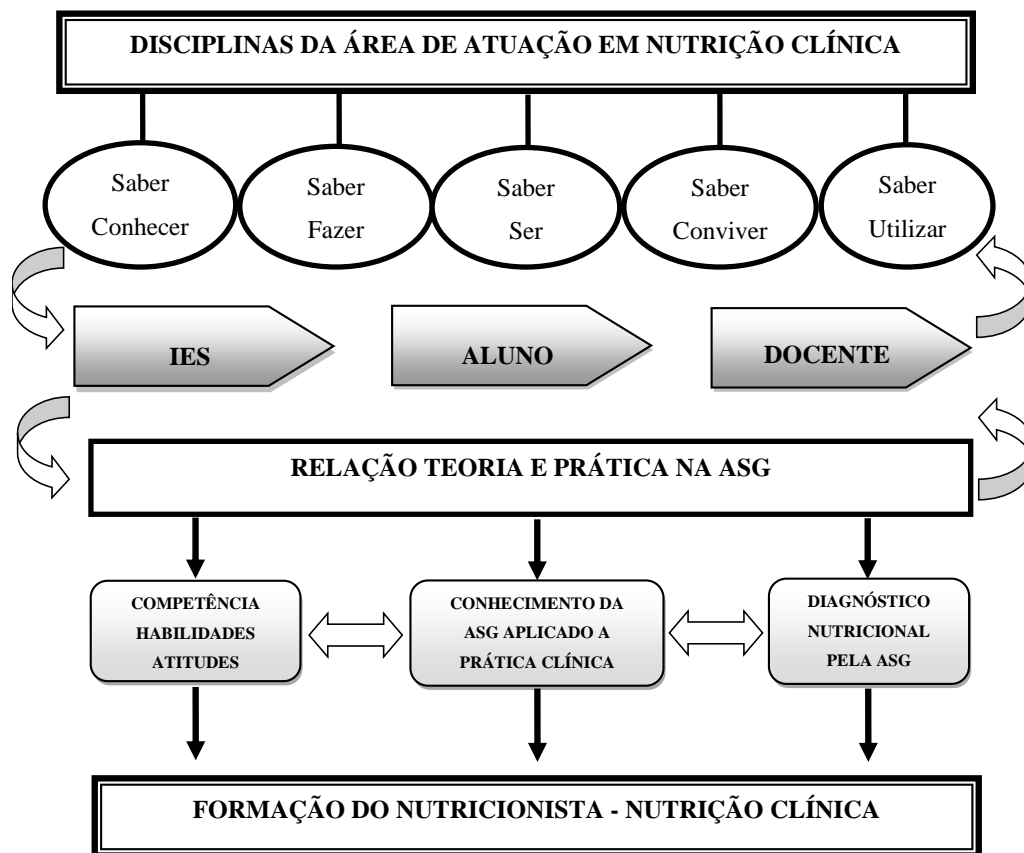 DISCIPLINAS DA ÁREA DE ATUAÇÃO EM NUTRIÇÃO CLÍNICA
Saber
Conhecer
Saber
Fazer
Saber
Ser
Saber
Conviver
Saber
Utilizar
IES
ALUNO
DOCENTE
RELAÇÃO TEORIA E PRÁTICA NA ASG
COMPETÊNCIA
HABILIDADES
ATITUDES
CONHECIMENTO DA
ASG APLICADO A
PRÁTICA CLÍNICA
DIAGNÓSTICO
NUTRICIONAL
PELA ASG
FORMAÇÃO DO NUTRICIONISTA - NUTRIÇÃO CLÍNICA